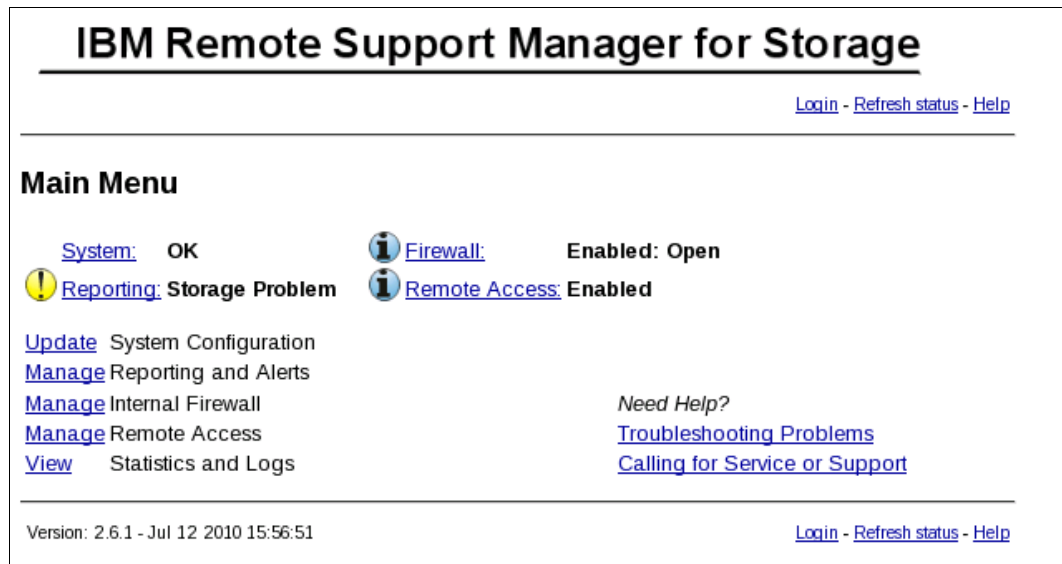 IBM Remote Support Manager for Storage
Login - Refresh status - Help
Main Menu
System: OK Firewall: Enabled: Open
Reporting: Storage Problem Remote Access: Enabled
Update System Configuration
Manage Reporting and Alerts
Manage Internal Firewall Need Help?
Manage Remote Access Troubleshooting Problems
View Statistics and Logs Calling for Service or Support
Version: 2.6.1 - Jul 12 2010 15:56:51 Login - Refresh status - Help